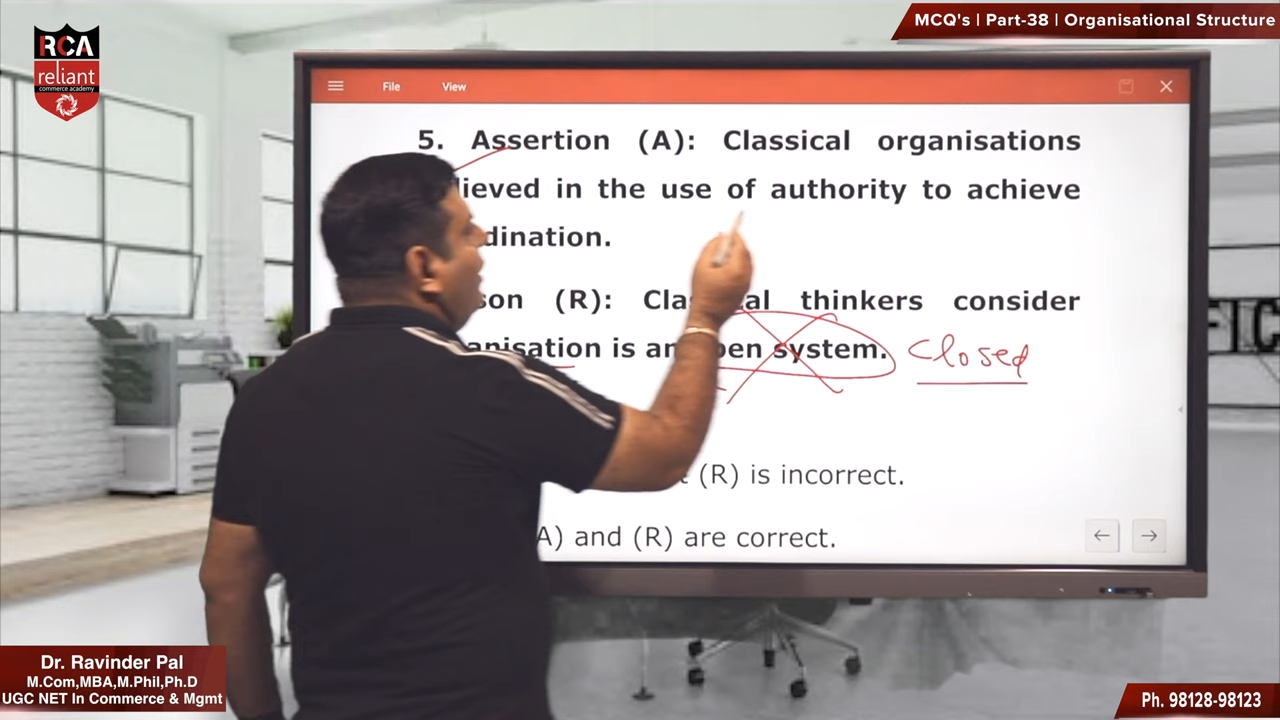 MCQ's | Part-38 | Organisational Structure
RCA
reliant
commerce academy
File View
5. Assertion (A): Classical organisations
lieved in the use of authority to achieve
dination.
son (R): Cla al thinkers consider
anisation is an pen system. Closed
(R) is incorrect.
A) and (R) are correct.
Dr. Ravinder Pal
M.Com,MBA,M.Phil,Ph.D
UGC NET In Commerce & Mgmt
Ph. 98128-98123